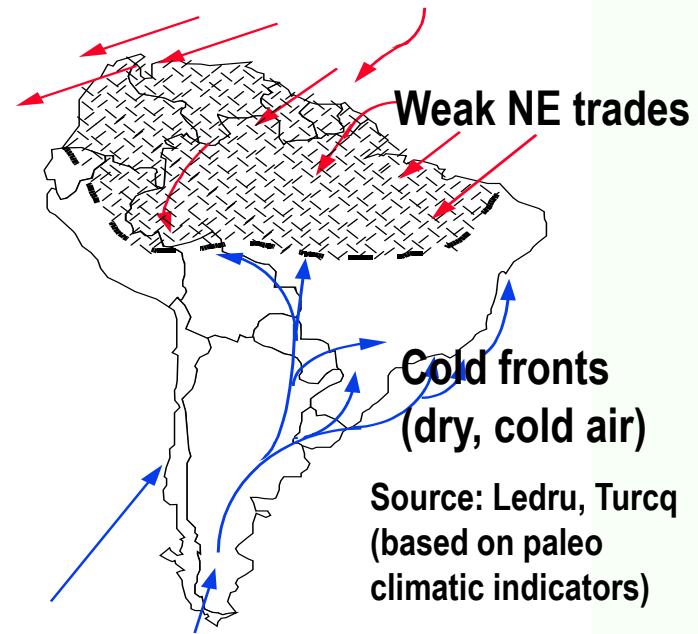 Weak NE trades
Cold fronts
(dry, cold air)
Source: Ledru, Turcq
(based on paleo
climatic indicators)